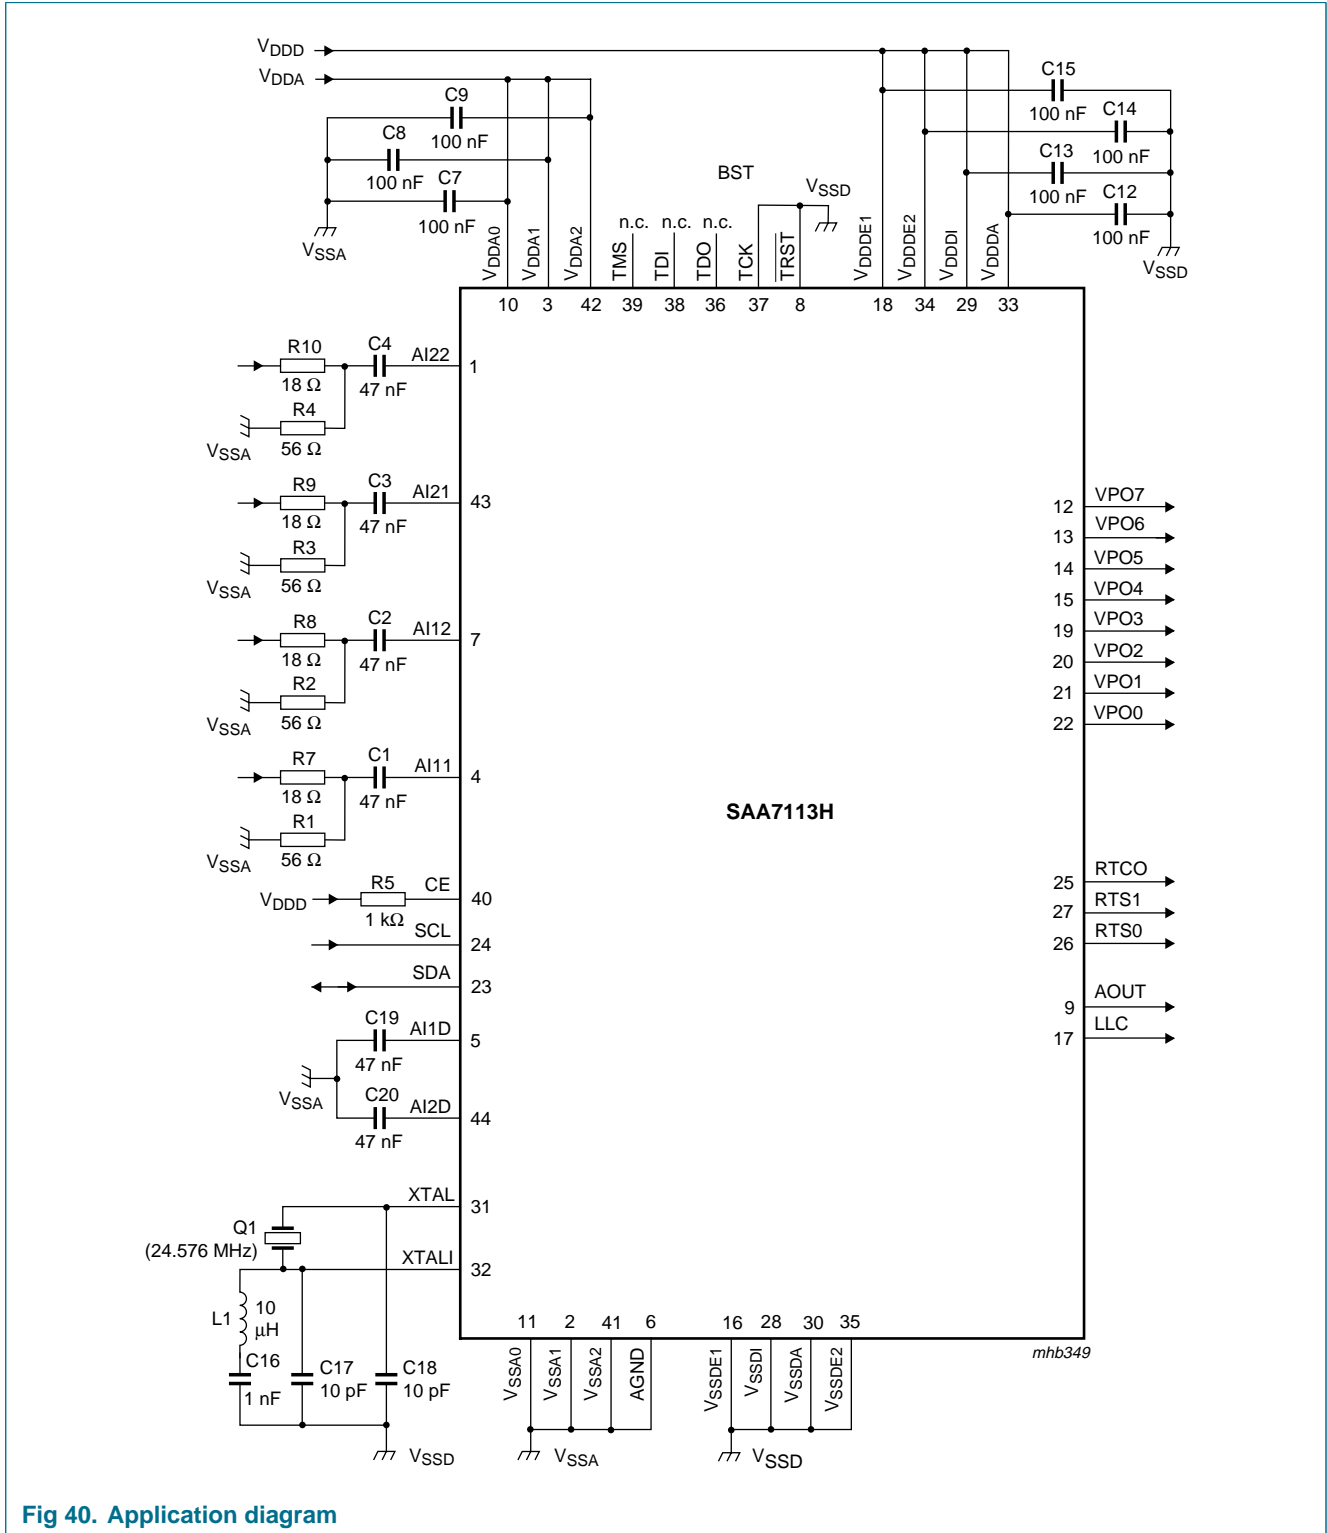 VDDD
VDDA
C9
100 nF
C8
100 nF
C7
100 nF
VSSA
C15
100 nF
C14
100 nF
C13
100 nF
C12
100 nF
VSSD
BST
VSSD
n.c. n.c. n.c.
VDDA0 VDDA1 VDDA2 TMS TDI TDO TCK TRST VDDDE1 VDDDE2 VDDDI VDDDA
10 3 42 39 38 36 37 8 18 34 29 33
R10
18 Ω
C4
47 nF
AI22
1
R4
56 Ω
VSSA
R9
18 Ω
C3
47 nF
AI21
43
R3
56 Ω
VSSA
R8
18 Ω
C2
47 nF
AI12
7
R2
56 Ω
VSSA
R7
18 Ω
C1
47 nF
AI11
4
R1
56 Ω
VSSA
VDDD
R5
1 kΩ
CE
40
SCL
24
SDA
23
C19
47 nF
AI1D
5
VSSA
C20
47 nF
AI2D
44
XTAL
31
Q1
(24.576 MHz)
XTALI
32
L1
10
μH
C16
1 nF
C17
10 pF
C18
10 pF
VSSD
SAA7113H
12 VPO7
13 VPO6
14 VPO5
15 VPO4
19 VPO3
20 VPO2
21 VPO1
22 VPO0
25 RTCO
27 RTS1
26 RTS0
9 AOUT
17 LLC
11 2 41 6 16 28 30 35
VSSA0 VSSA1 VSSA2 AGND VSSDE1 VSSDI VSSDA VSSDE2
VSSA
VSSD
mhb349
Fig 40. Application diagram